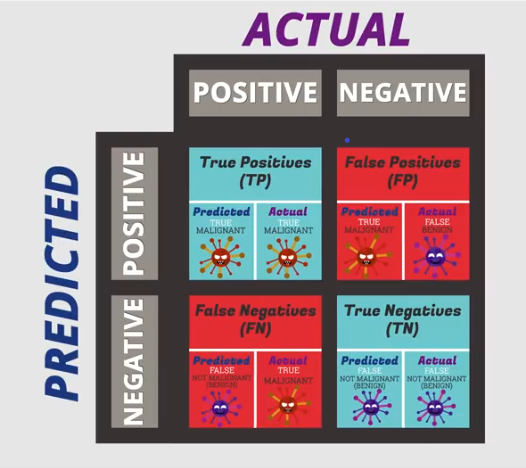 ACTUAL
POSITIVE
NEGATIVE
PREDICTED
POSITIVE
True Positives
(TP)
Predicted
TRUE
MALIGNANT
Actual
TRUE
MALIGNANT
False Positives
(FP)
Predicted
TRUE
MALIGNANT
Actual
FALSE
BENIGN
NEGATIVE
False Negatives
(FN)
Predicted
FALSE
NOT MALIGNANT
(BENIGN)
Actual
TRUE
MALIGNANT
True Negatives
(TN)
Predicted
FALSE
NOT MALIGNANT
(BENIGN)
Actual
FALSE
NOT MALIGNANT
(BENIGN)